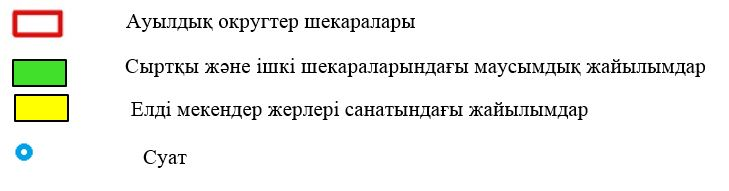 Ауылдық округтер шекаралары
Сыртқы және ішкі шекараларындағы маусымдық жайылымдар
Елді мекендер жерлері санатындағы жайылымдар
Суат